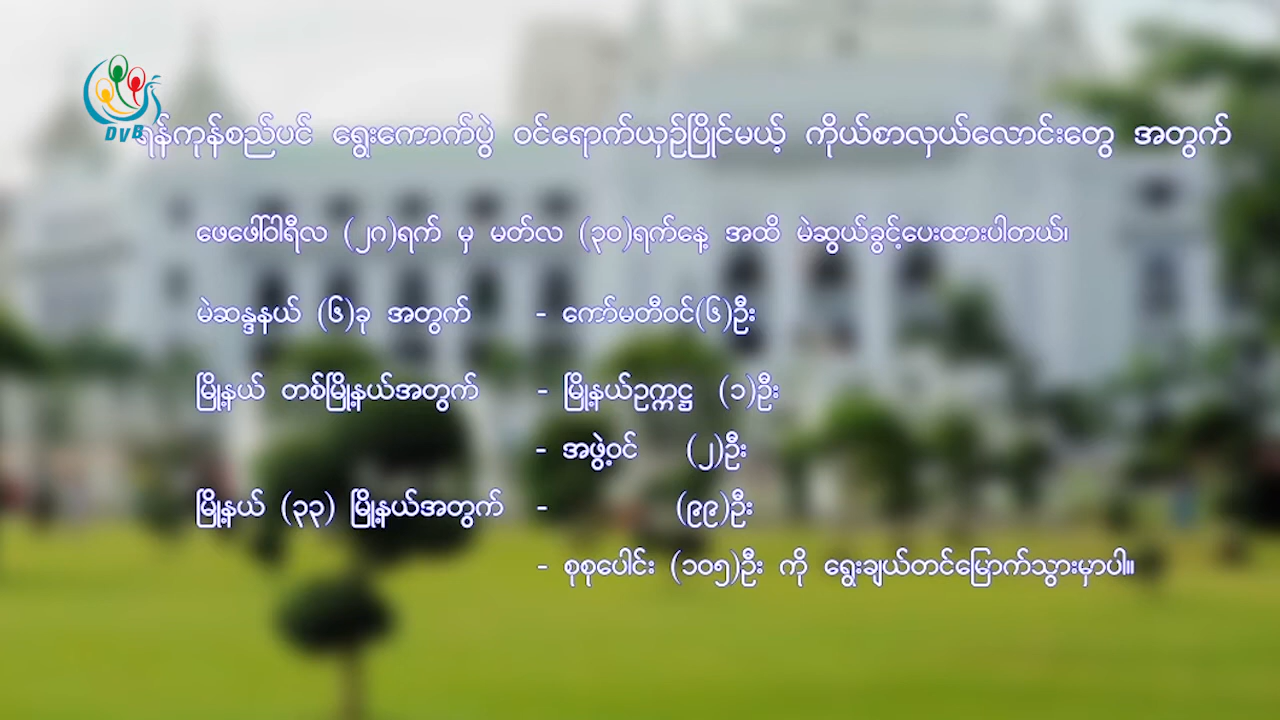 DVB
ရန်ကုန်စည်ပင် ရွေးကောက်ပွဲ ဝင်ရောက်ယှဉ်ပြိုင်မယ့် ကိုယ်စာလှယ်လောင်းတွေ အတွက်
ဖေဖော်ဝါရီလ (၂၈)ရက် မှ မတ်လ (၃၀)ရက်နေ့ အထိ မဲဆွယ်ခွင့်ပေးထားပါတယ်၊
မဲဆန္ဒနယ် (၆)ခု အတွက် - ကော်မတီဝင်(၆)ဦး
မြို့နယ် တစ်မြို့နယ်အတွက် - မြို့နယ်ဥက္ကဋ္ဌ (၁)ဦး
- အဖွဲ့ဝင် (၂)ဦး
မြို့နယ် (၃၃) မြို့နယ်အတွက် - (၉၉)ဦး
- စုစုပေါင်း (၁၀၅)ဦး ကို ရွေးချယ်တင်မြောက်သွားမှာပါ။